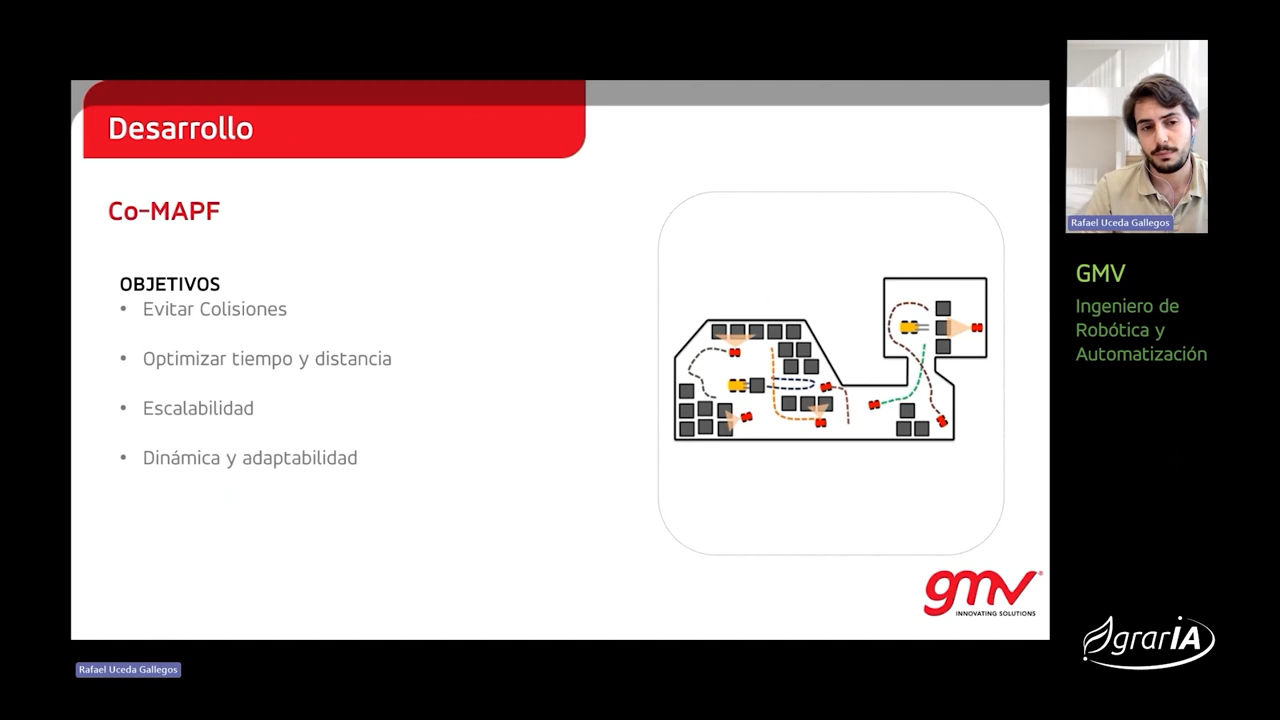 Desarrollo
Co-MAPF
OBJETIVOS
• Evitar Colisiones
• Optimizar tiempo y distancia
• Escalabilidad
• Dinámica y adaptabilidad
gmv®
INNOVATING SOLUTIONS
Rafael Uceda Gallegos
Rafael Uceda Gallegos
GMV
Ingeniero de
Robótica y
Automatización
AgrarIA